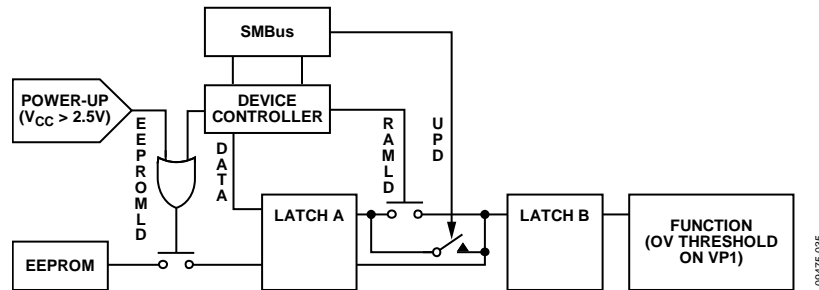 SMBus
POWER-UP
(VCC > 2.5V)
DEVICE
CONTROLLER
EEPROMLD
DATA
RAMLD
UPD
LATCH A
LATCH B
FUNCTION
(OV THRESHOLD
ON VP1)
EEPROM
09475-035